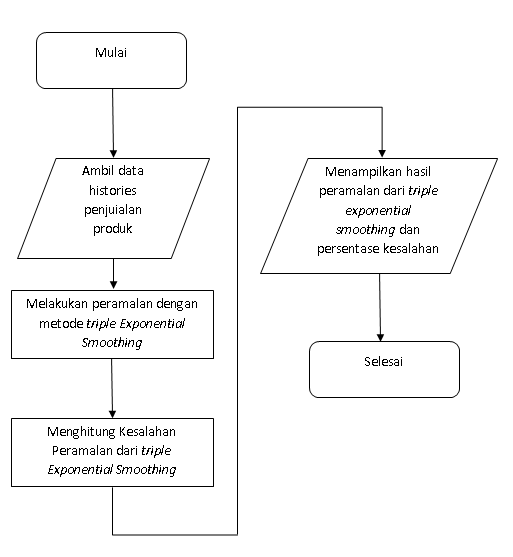 Mulai
Ambil data
histories
penjuialan
produk
Melakukan peramalan dengan
metode triple Exponential
Smoothing
Menghitung Kesalahan
Peramalan dari triple
Exponential Smoothing
Menampilkan hasil
peramalan dari triple
exponential
smoothing dan
persentase kesalahan
Selesai